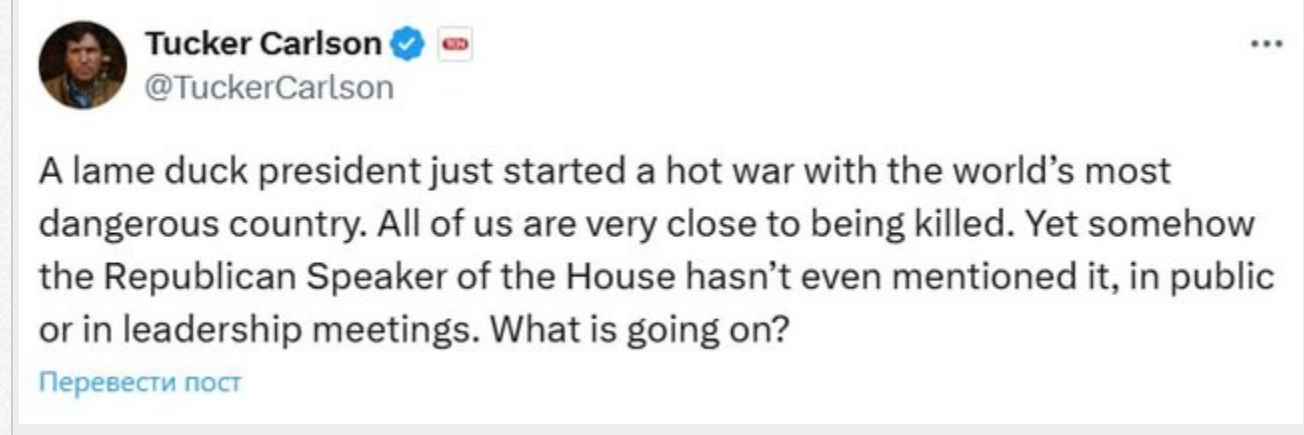 Tucker Carlson
@TuckerCarlson
A lame duck president just started a hot war with the world’s most
dangerous country. All of us are very close to being killed. Yet somehow
the Republican Speaker of the House hasn’t even mentioned it, in public
or in leadership meetings. What is going on?
Перевести пост